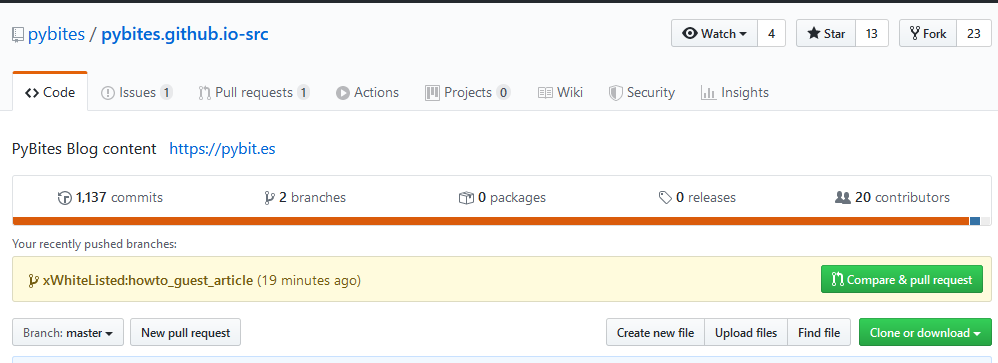 pybites / pybites.github.io-src Watch 4 Star 13 Fork 23
Code Issues 1 Pull requests 1 Actions Projects 0 Wiki Security Insights
PyBites Blog content https://pybit.es
1,137 commits 2 branches 0 packages 0 releases 20 contributors
Your recently pushed branches:
xWhiteListed:howto_guest_article (19 minutes ago) Compare & pull request
Branch: master New pull request Create new file Upload files Find file Clone or download